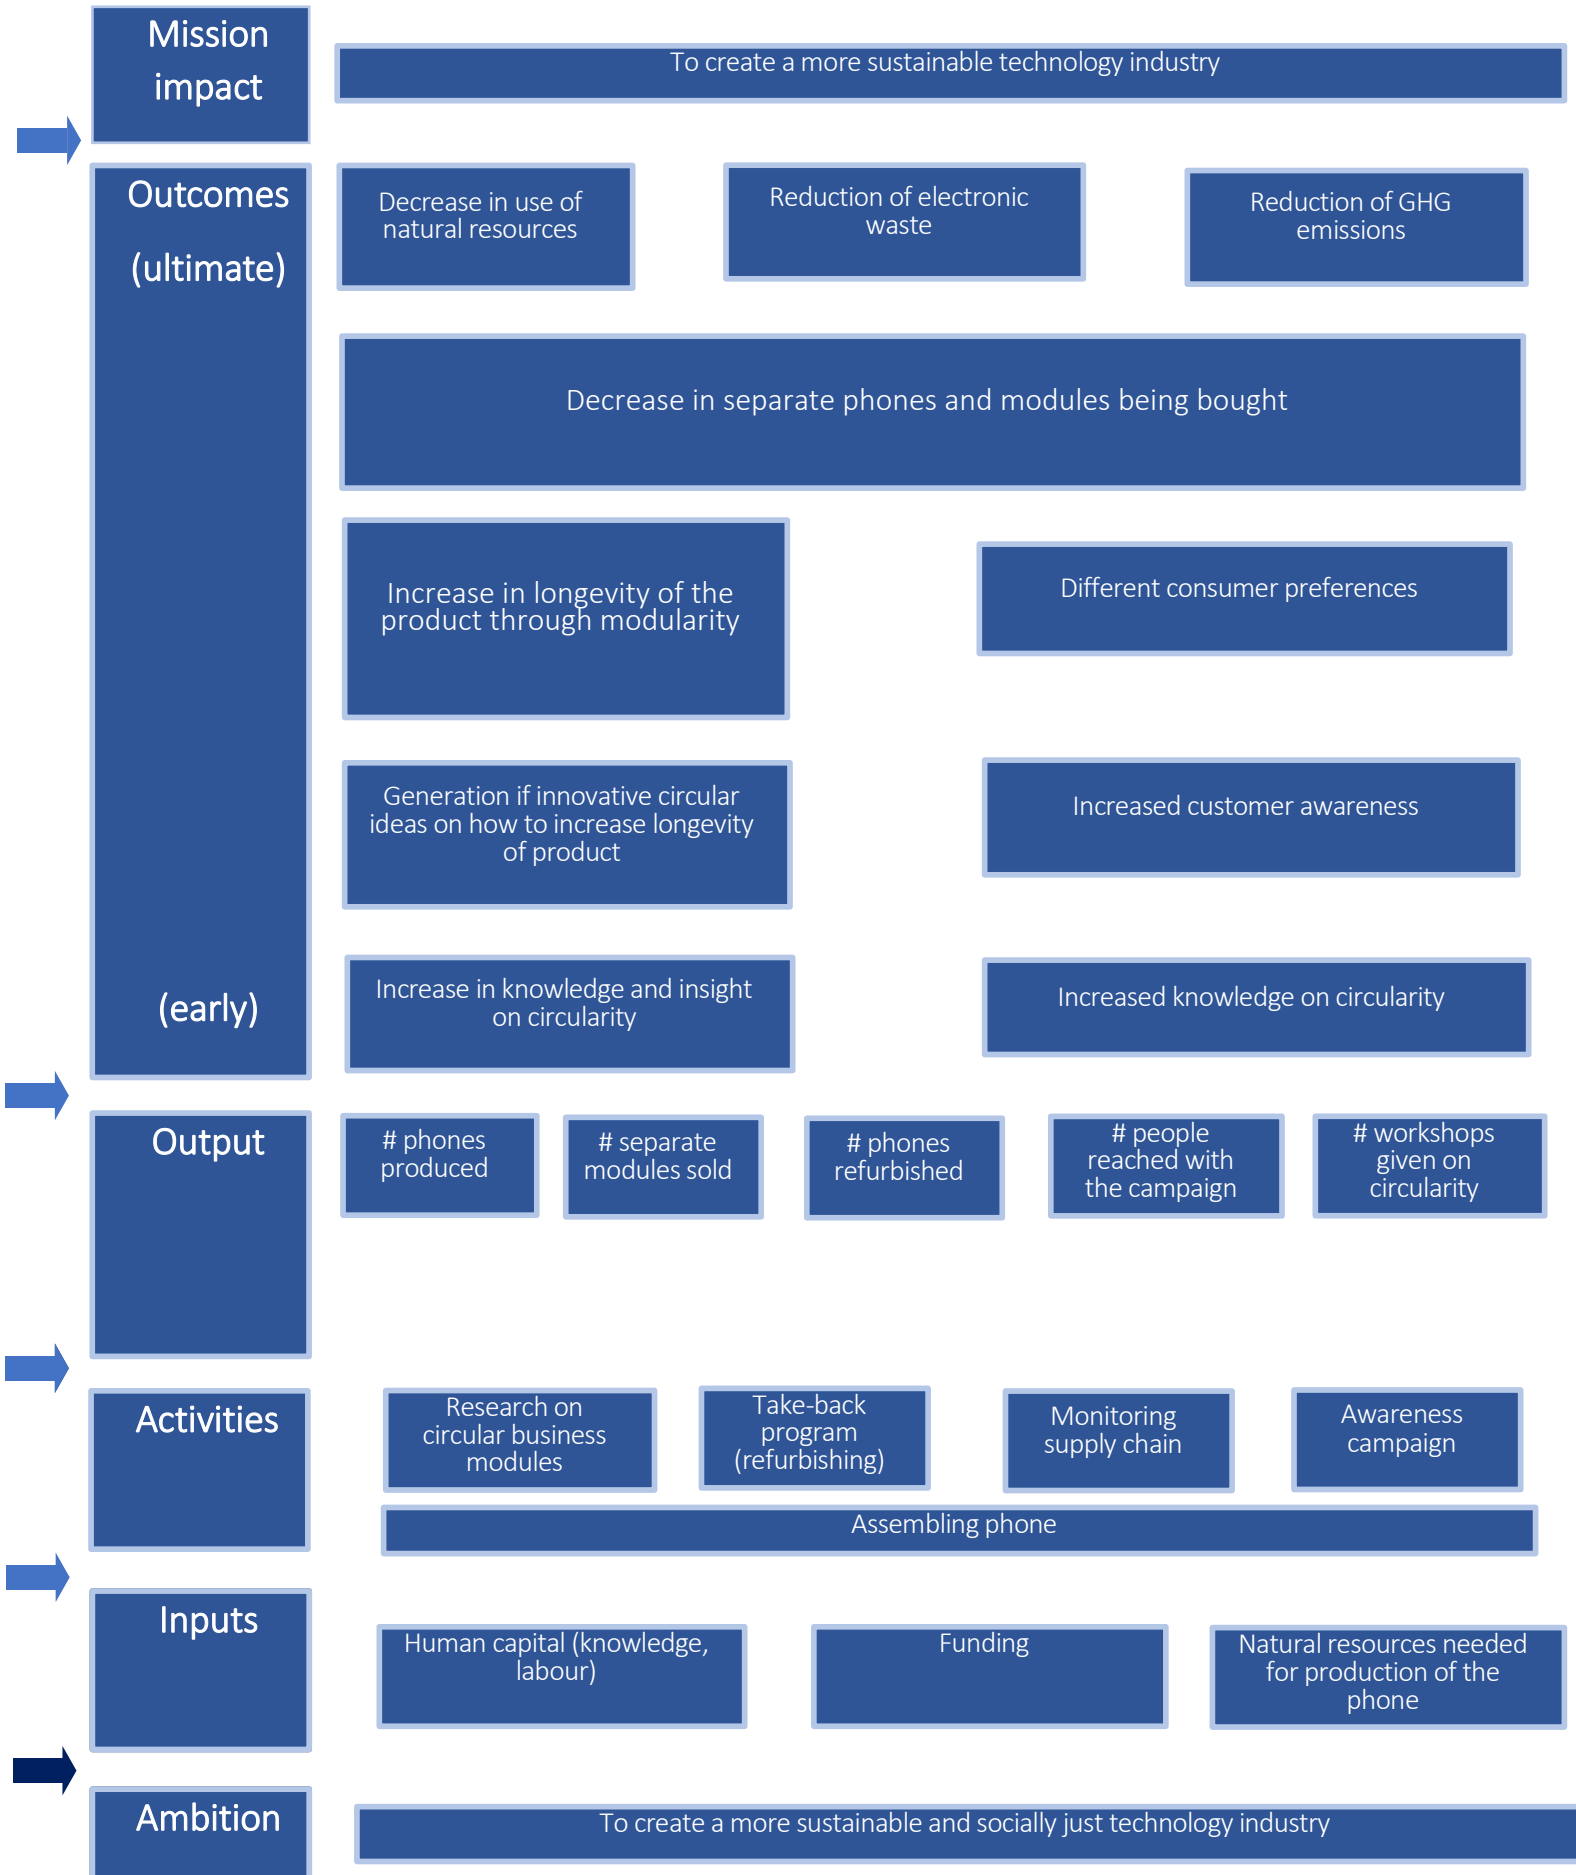 Mission
impact
To create a more sustainable technology industry
Outcomes
(ultimate)
Decrease in use of
natural resources
Reduction of electronic
waste
Reduction of GHG
emissions
Decrease in separate phones and modules being bought
Increase in longevity of the
product through modularity
Different consumer preferences
Generation if innovative circular
ideas on how to increase longevity
of product
Increased customer awareness
(early)
Increase in knowledge and insight
on circularity
Increased knowledge on circularity
Output
# phones
produced
# separate
modules sold
# phones
refurbished
# people
reached with
the campaign
# workshops
given on
circularity
Activities
Research on
circular business
modules
Take-back
program
(refurbishing)
Monitoring
supply chain
Awareness
campaign
Assembling phone
Inputs
Human capital (knowledge,
labour)
Funding
Natural resources needed
for production of the
phone
Ambition
To create a more sustainable and socially just technology industry